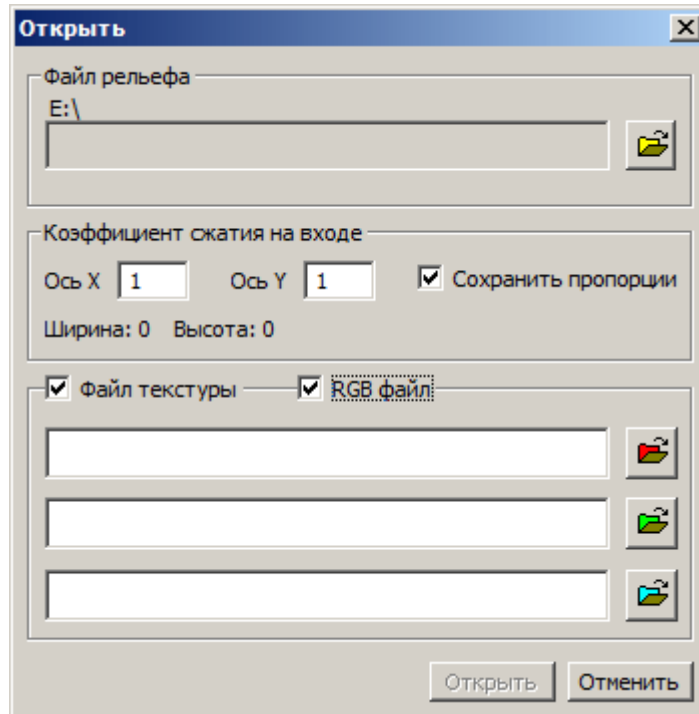 Открыть
Файл рельефа
E:\
Коэффициент сжатия на входе
Ось X 1 Ось Y 1 Сохранить пропорции
Ширина: 0 Высота: 0
Файл текстуры RGB файл
Открыть Отменить